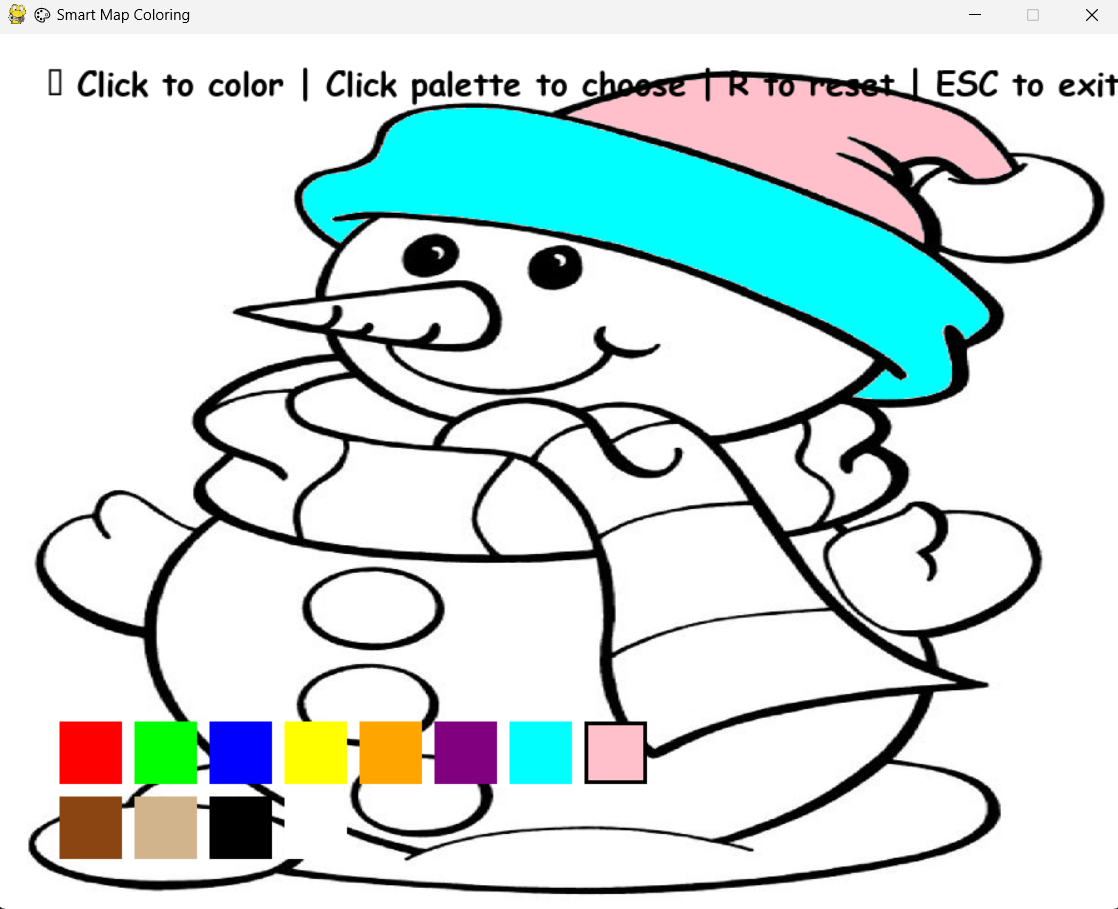 Smart Map Coloring
Click to color | Click palette to choose | R to reset | ESC to exit